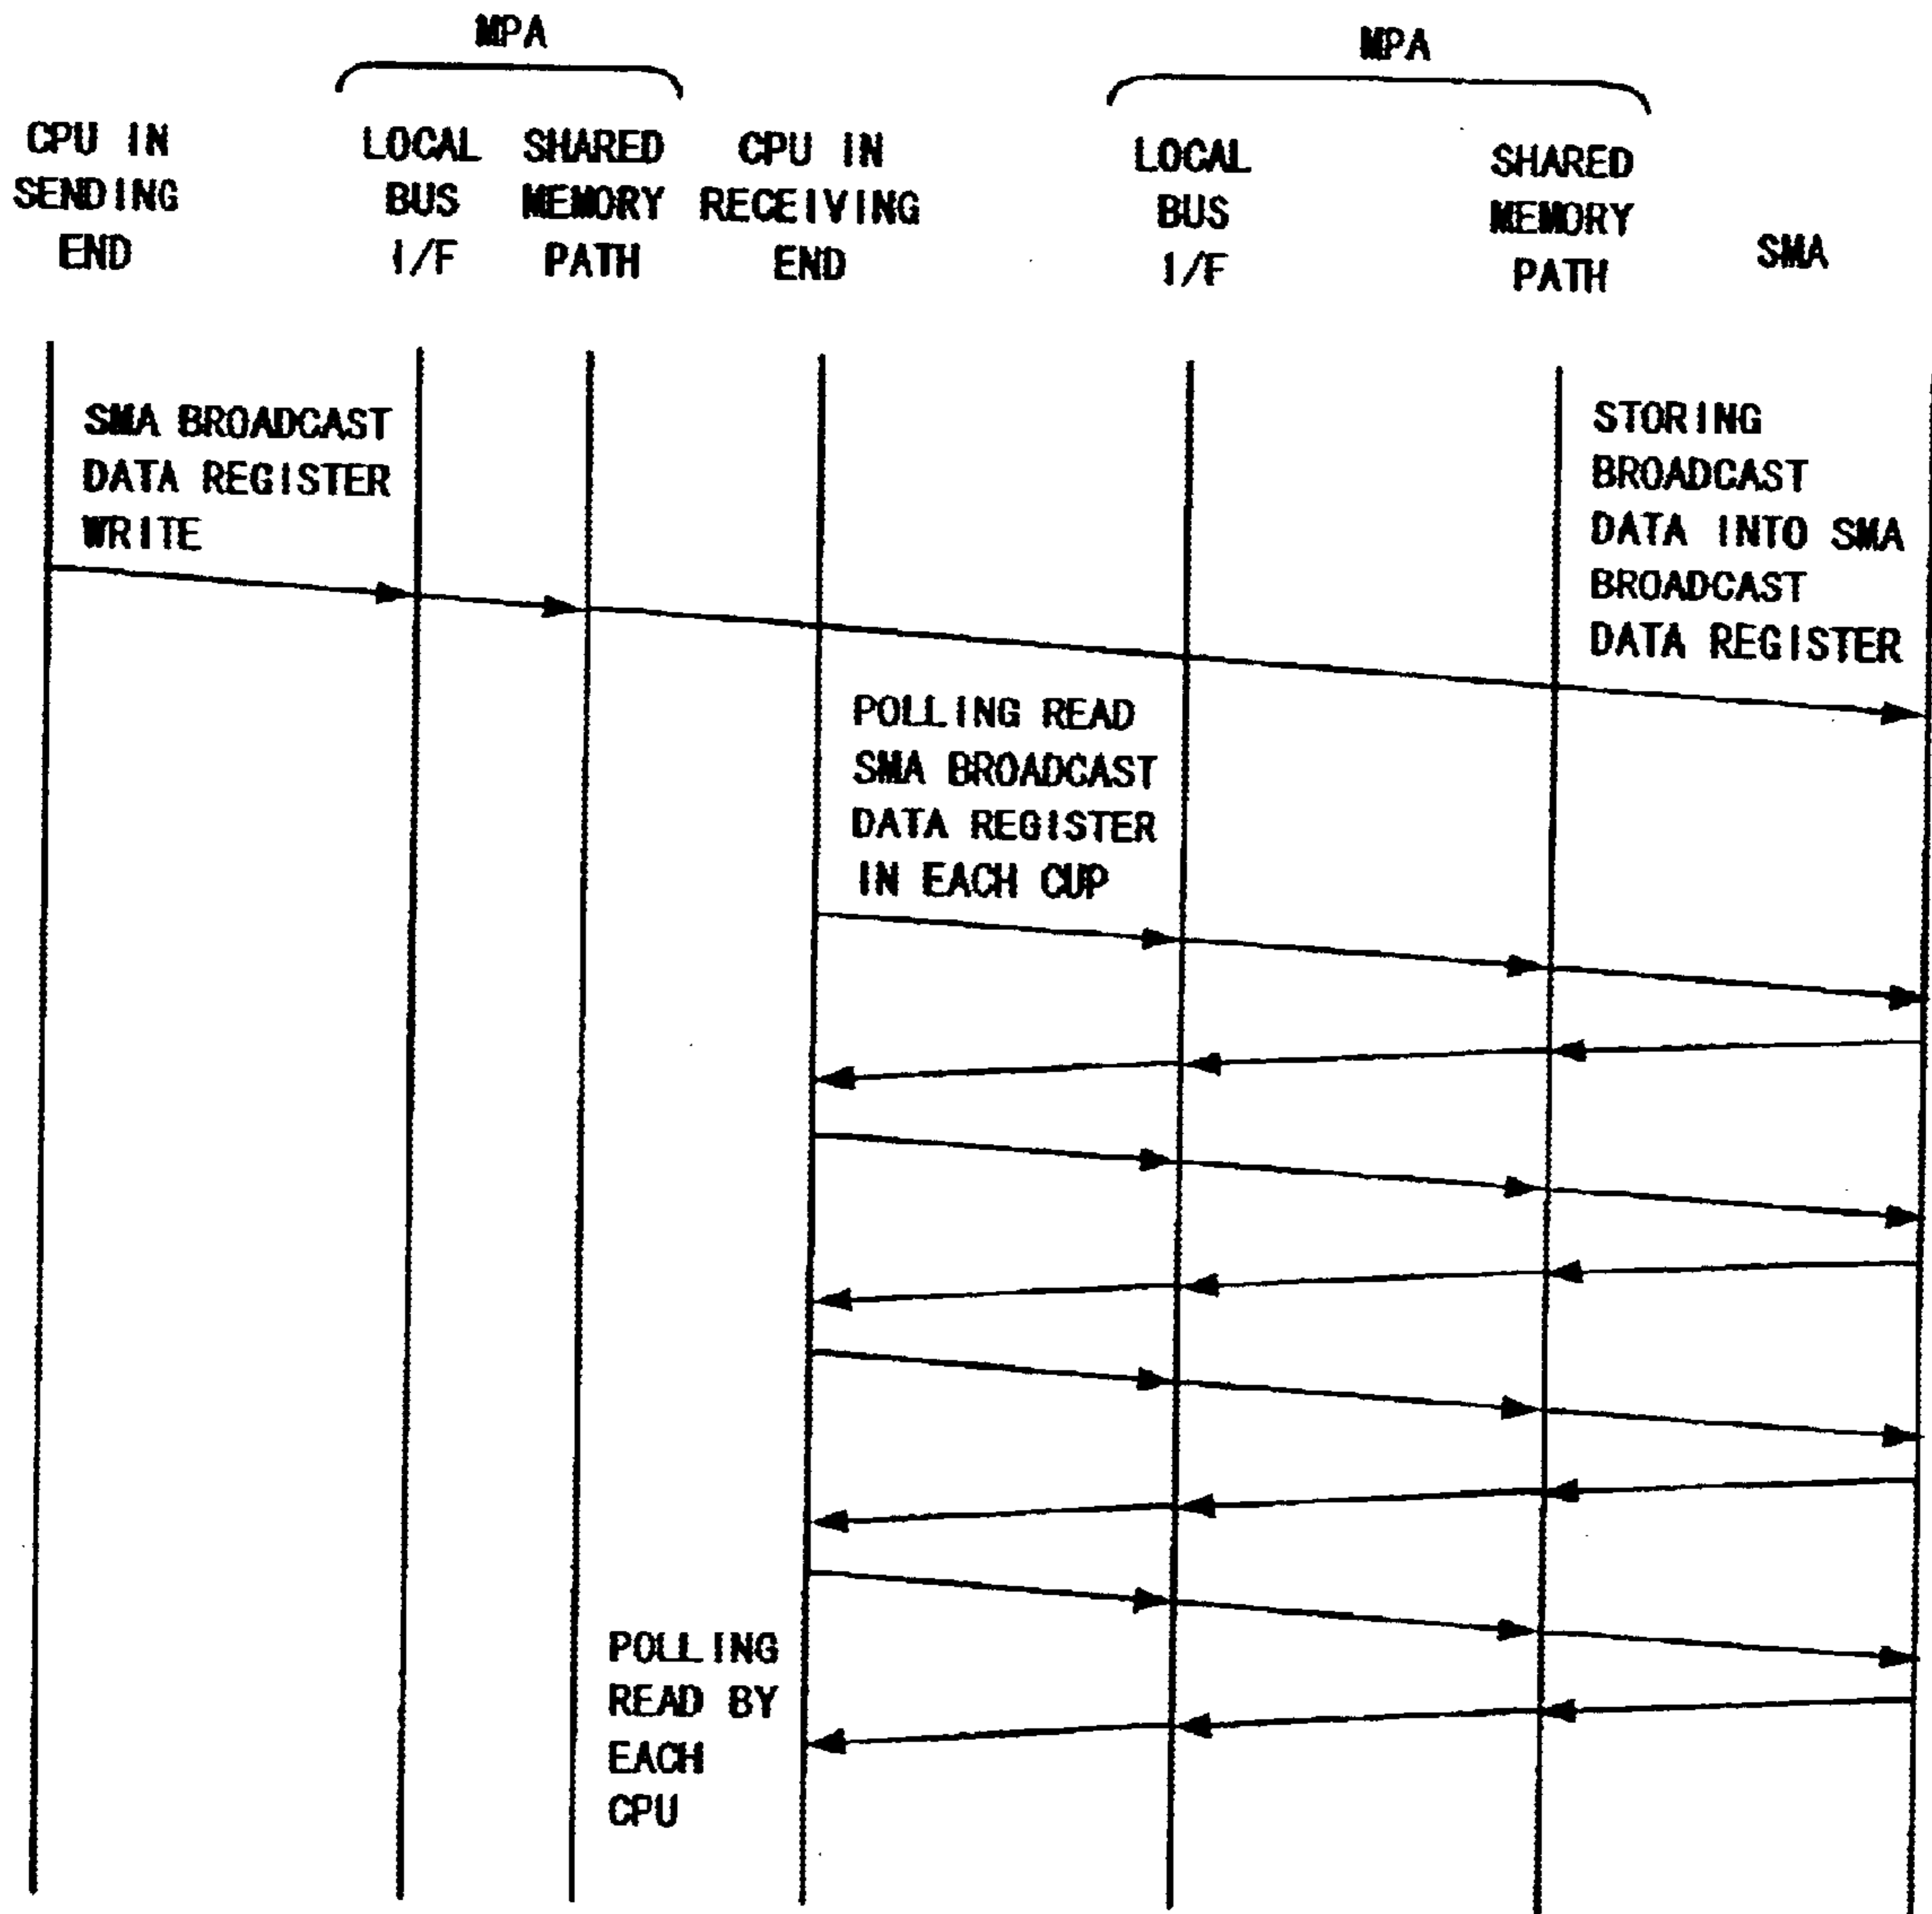 MPA
MPA
CPU IN
SENDING
END
LOCAL
BUS
I/F
SHARED
MEMORY
PATH
CPU IN
RECEIVING
END
LOCAL
BUS
I/F
SHARED
MEMORY
PATH
SMA
SMA BROADCAST
DATA REGISTER
WRITE
STORING
BROADCAST
DATA INTO SMA
BROADCAST
DATA REGISTER
POLLING READ
SMA BROADCAST
DATA REGISTER
IN EACH CUP
POLLING
READ BY
EACH
CPU